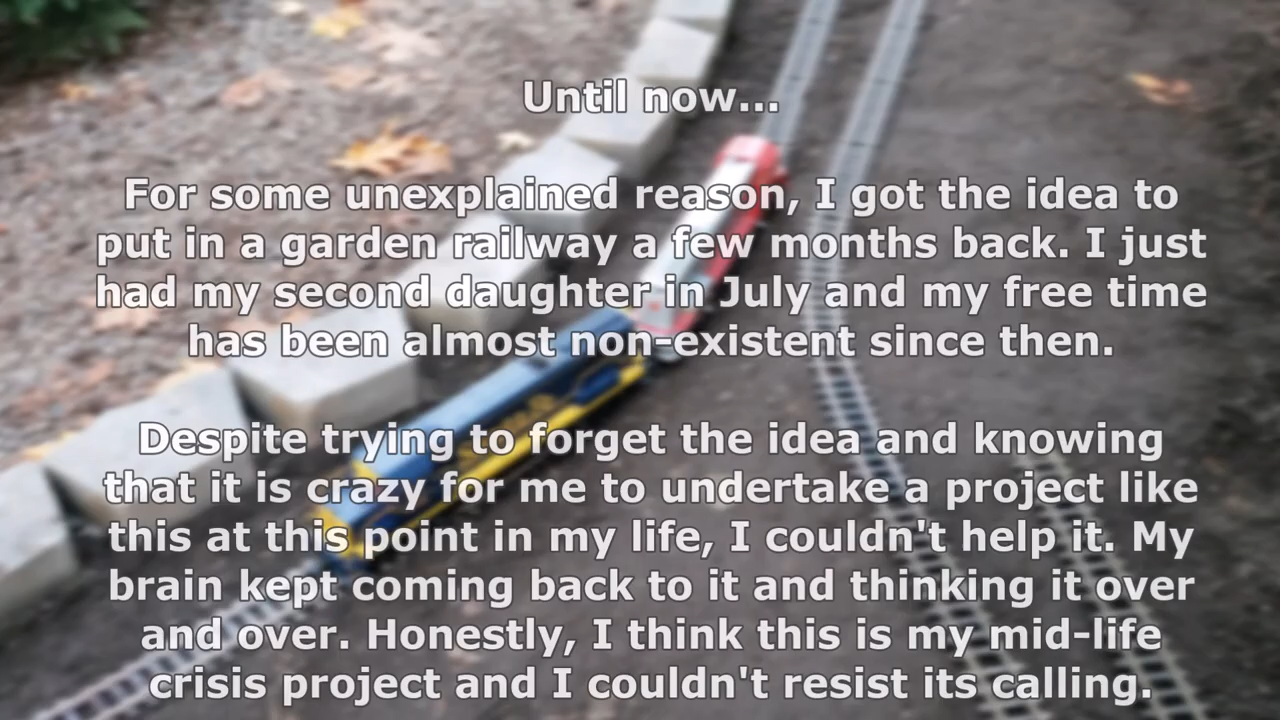 Until now...
For some unexplained reason, I got the idea to
put in a garden railway a few months back. I just
had my second daughter in July and my free time
has been almost non-existent since then.
Despite trying to forget the idea and knowing
that it is crazy for me to undertake a project like
this at this point in my life, I couldn't help it. My
brain kept coming back to it and thinking it over
and over. Honestly, I think this is my mid-life
crisis project and I couldn't resist its calling.